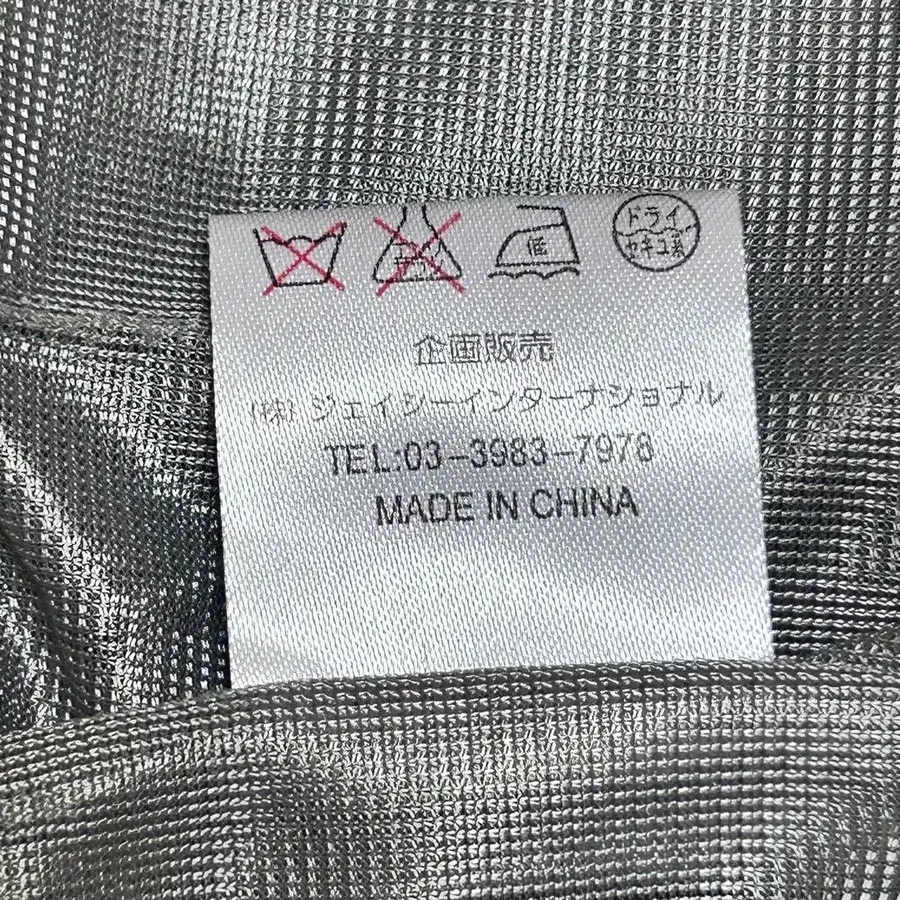 低 ドライ
セキユ系
企画販売
(株) ジェイシーインターナショナル
TEL:03-3983-7978
MADE IN CHINA